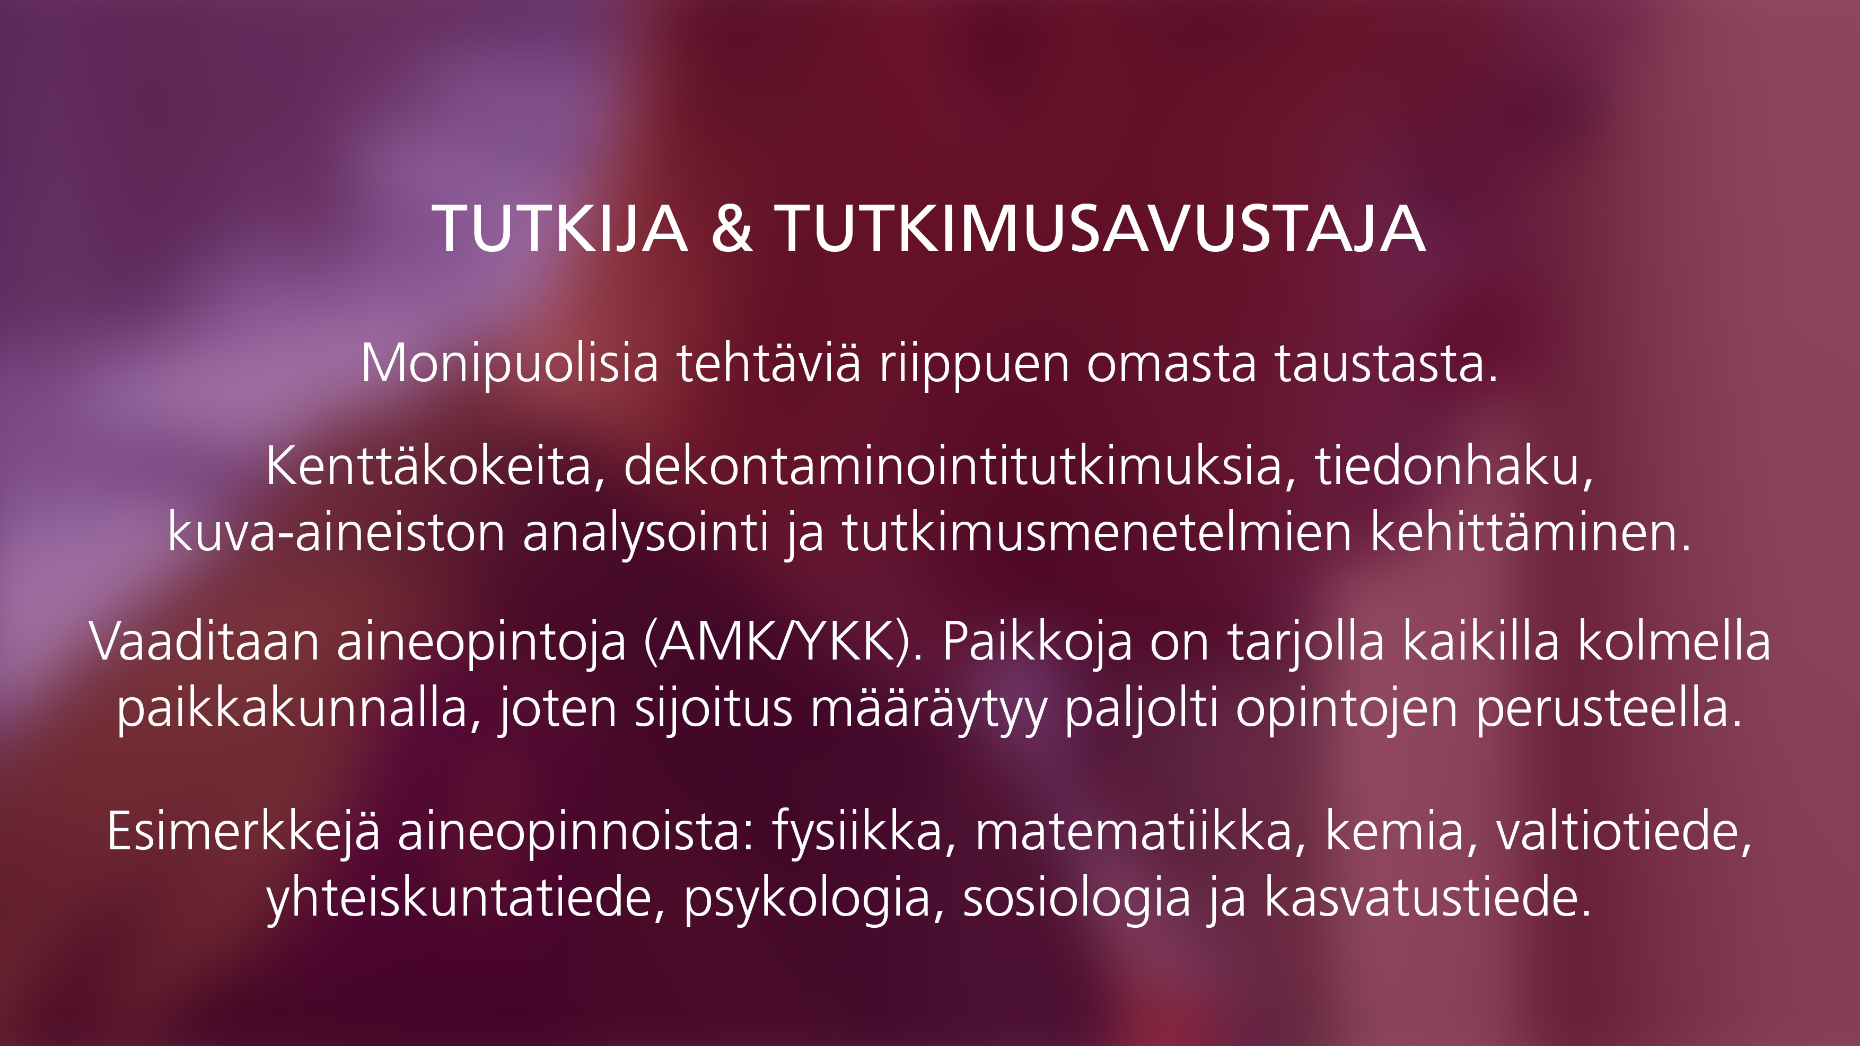 TUTKIJA & TUTKIMUSAVUSTAJA
Monipuolisia tehtäviä riippuen omasta taustasta.
Kenttäkokeita, dekontaminointitutkimuksia, tiedonhaku,
kuva-aineiston analysointi ja tutkimusmenetelmien kehittäminen.
Vaaditaan aineopintoja (AMK/YKK). Paikkoja on tarjolla kaikilla kolmella
paikkakunnalla, joten sijoitus määräytyy paljolti opintojen perusteella.
Esimerkkejä aineopinnoista: fysiikka, matematiikka, kemia, valtiotiede,
yhteiskuntatiede, psykologia, sosiologia ja kasvatustiede.